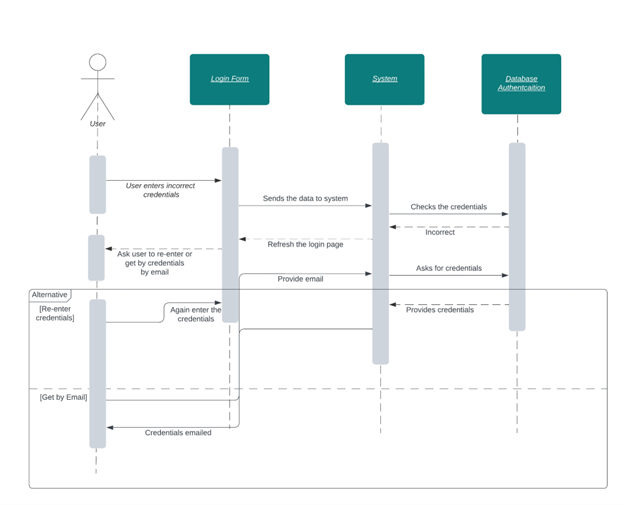 Login Form
System
Database
Authentcaition
User
User enters incorrect
credentials
Sends the data to system
Checks the credentials
Incorrect
Refresh the login page
Ask user to re-enter or
get by credentials
by email
Provide email
Asks for credentials
Alternative
[Re-enter
credentials]
Again enter the
credentials
Provides credentials
[Get by Email]
Credentials emailed